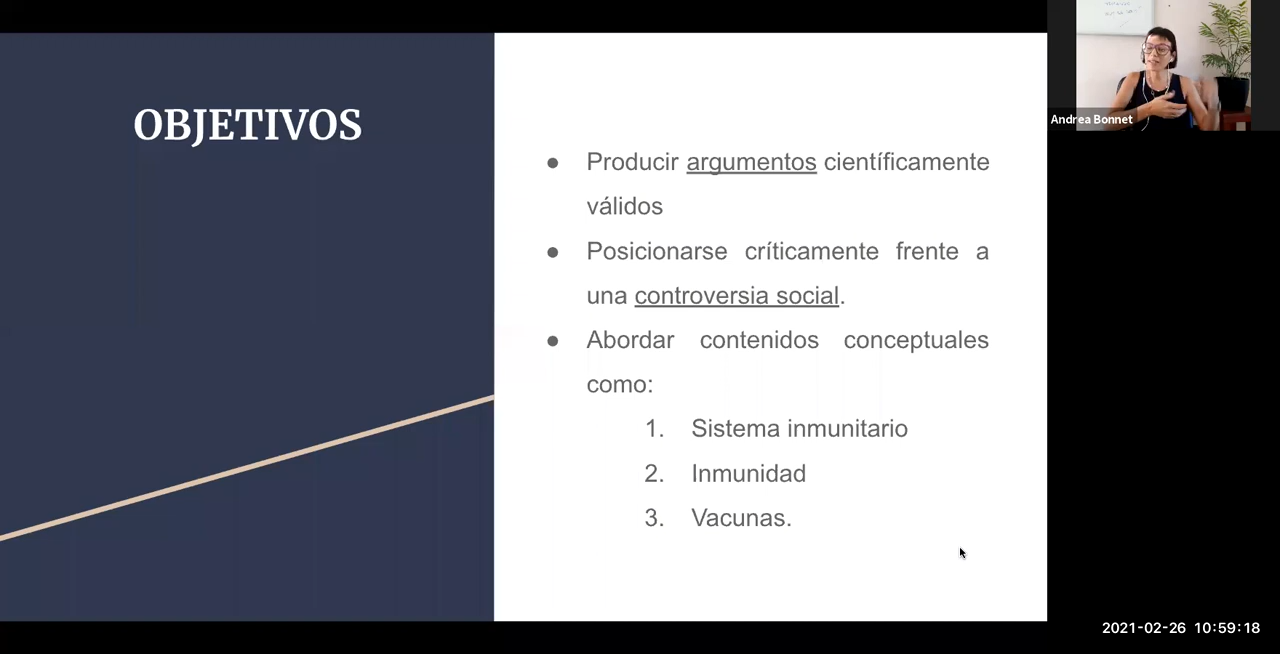 OBJETIVOS
● Producir argumentos científicamente
válidos
● Posicionarse críticamente frente a
una controversia social.
● Abordar contenidos conceptuales
como:
1. Sistema inmunitario
2. Inmunidad
3. Vacunas.
Andrea Bonnet
2021-02-26 10:59:18